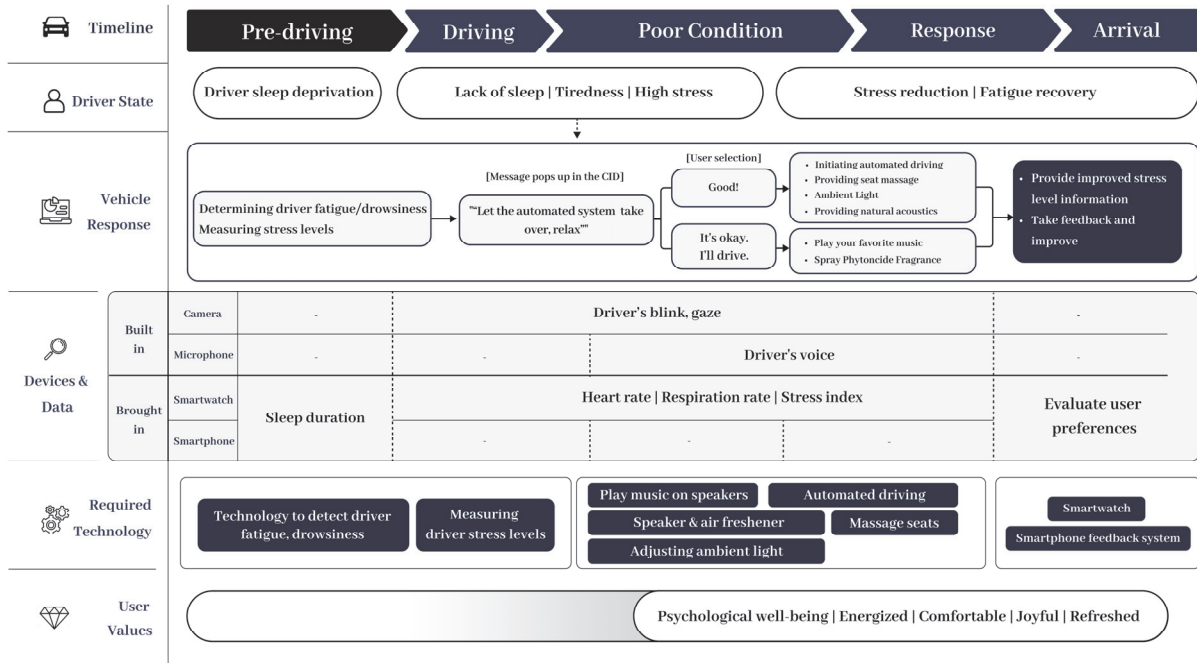 Timeline
Pre-driving
Driving
Poor Condition
Response
Arrival
Driver State
Driver sleep deprivation
Lack of sleep | Tiredness | High stress
Stress reduction | Fatigue recovery
Vehicle
Response
Determining driver fatigue/drowsiness
Measuring stress levels
[Message pops up in the CID]
"“Let the automated system take
over, relax”"
[User selection]
Good!
It's okay.
I'll drive.
• Initiating automated driving
• Providing seat massage
• Ambient Light
• Providing natural acoustics
• Play your favorite music
• Spray Phytoncide Fragrance
• Provide improved stress
level information
• Take feedback and
improve
Devices &
Data
Built
in
Camera
-
Driver's blink, gaze
-
Microphone
-
-
Driver's voice
-
Brought
in
Smartwatch
Smartphone
Sleep duration
Heart rate | Respiration rate | Stress index
-
-
-
Evaluate user
preferences
Required
Technology
Technology to detect driver
fatigue, drowsiness
Measuring
driver stress levels
Play music on speakers
Automated driving
Speaker & air freshener
Massage seats
Adjusting ambient light
Smartwatch
Smartphone feedback system
User
Values
Psychological well-being | Energized | Comfortable | Joyful | Refreshed